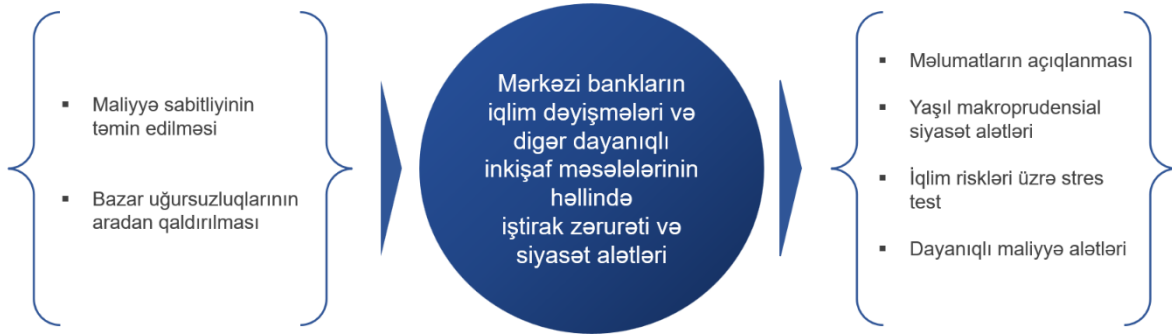 ▪ Maliyyə sabitliyinin
təmin edilməsi
▪ Bazar uğursuzluqlarının
aradan qaldırılması
Mərkəzi bankların
iqlim dəyişmələri və
digər dayanıqlı
inkişaf məsələlərinin
həllində
iştirak zərurəti və
siyasət alətləri
▪ Məlumatların açıqlanması
▪ Yaşıl makroprudensial
siyasət alətləri
▪ İqlim riskləri üzrə stres
test
▪ Dayanıqlı maliyyə alətləri